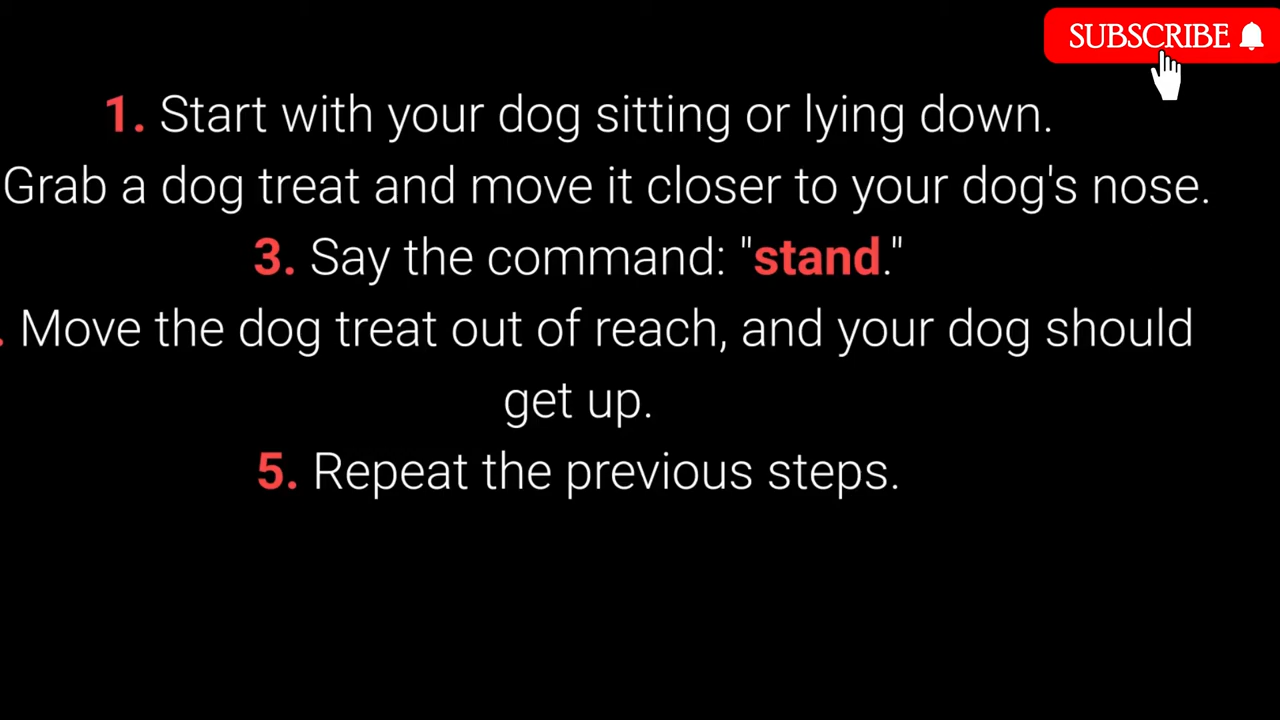 SUBSCRIBE
1. Start with your dog sitting or lying down.
Grab a dog treat and move it closer to your dog's nose.
3. Say the command: "stand."
. Move the dog treat out of reach, and your dog should
get up.
5. Repeat the previous steps.